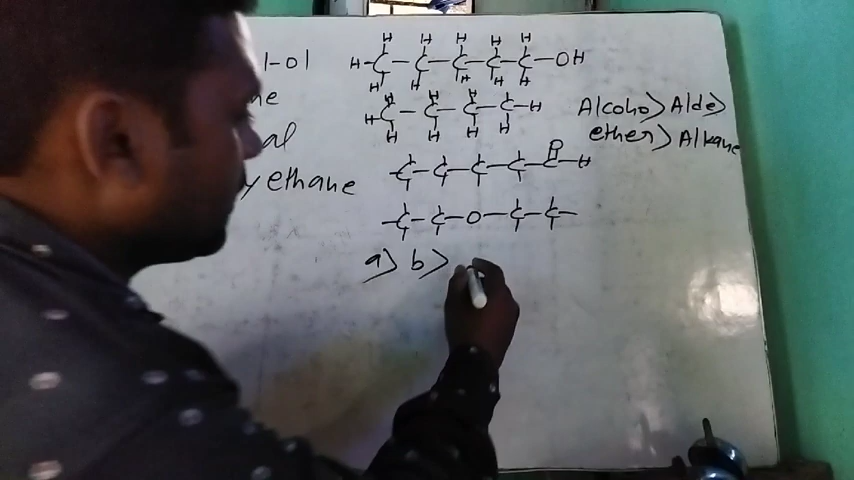 1-ol
ne
al
y ethane
H H H H H
H-C-C-C-C-C-OH
H H H H H
H H H
H-C-C-C-C-H
H H H H
O
C-C-C-C-C-H
-C-C-O-C-C-
Alcoho> Alde>
ether> Alkane
a> b>